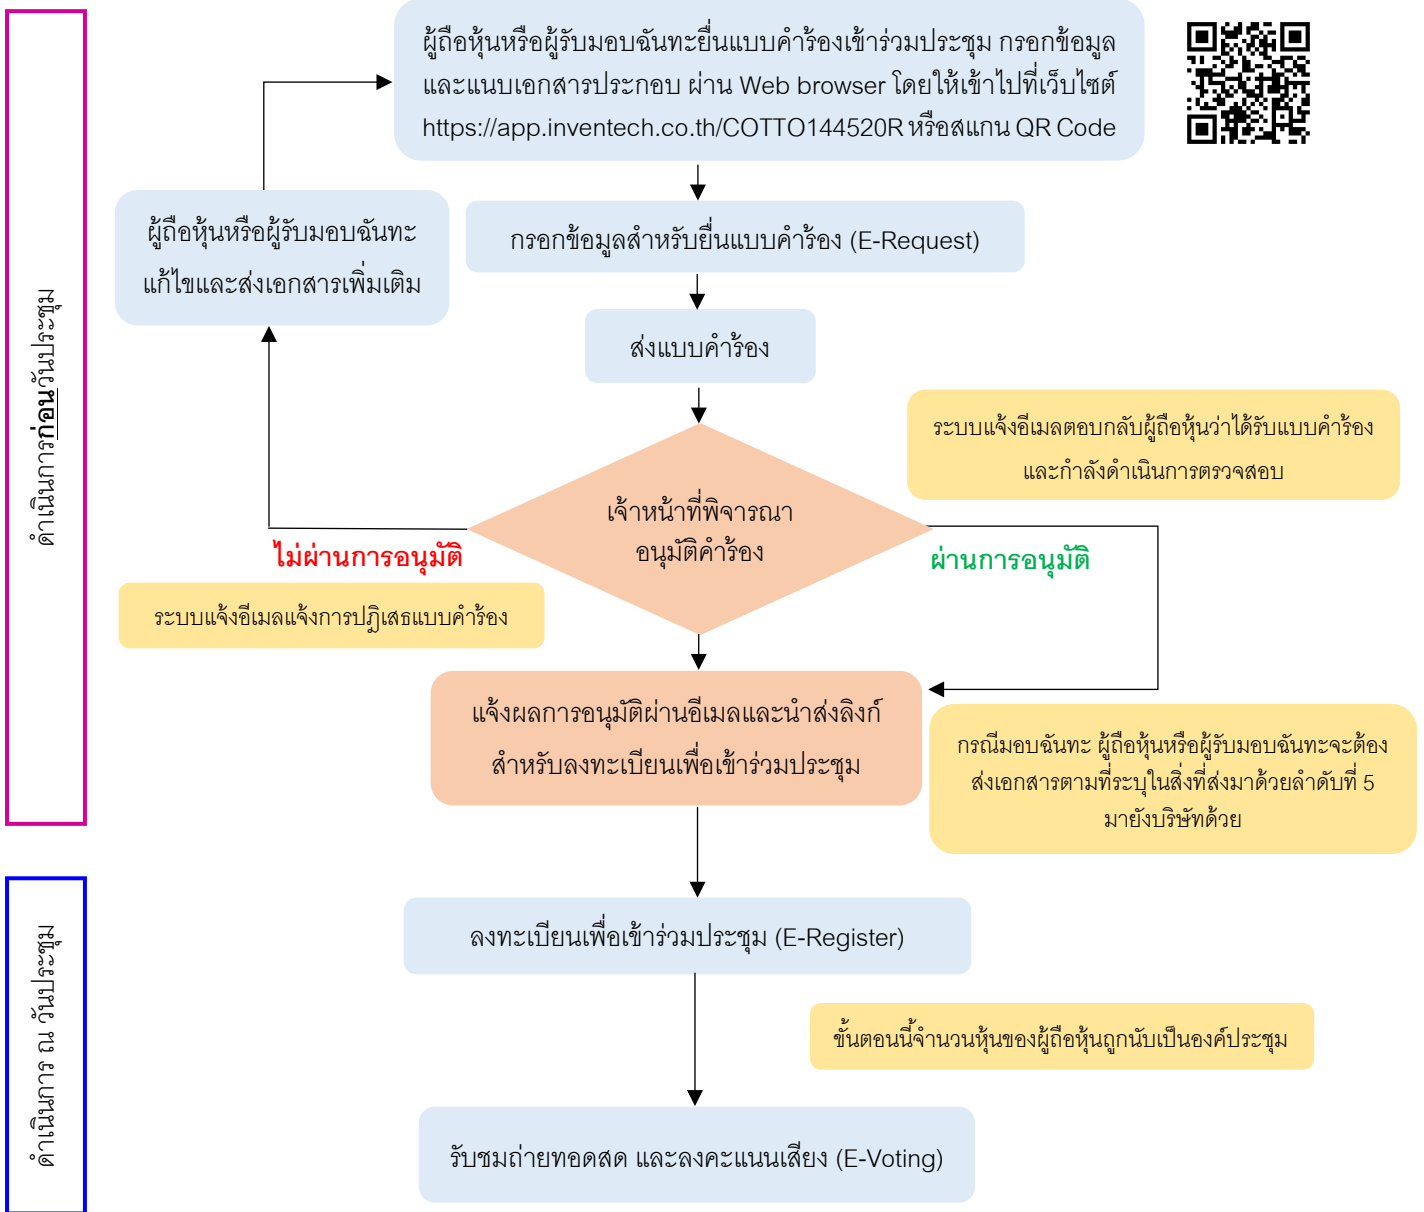 ผู้ถือหุ้นหรือผู้รับมอบฉันทะยื่นแบบคำร้องเข้าร่วมประชุม กรอกข้อมูล
และแนบเอกสารประกอบ ผ่าน Web browser โดยให้เข้าไปที่เว็บไซต์
https://app.inventech.co.th/COTTO144520R หรือสแกน QR Code
ผู้ถือหุ้นหรือผู้รับมอบฉันทะ
แก้ไขและส่งเอกสารเพิ่มเติม
กรอกข้อมูลสำหรับยื่นแบบคำร้อง (E-Request)
ส่งแบบคำร้อง
ดำเนินการก่อนวันประชุม
ระบบแจ้งอีเมลตอบกลับผู้ถือหุ้นว่าได้รับแบบคำร้อง
และกำลังดำเนินการตรวจสอบ
เจ้าหน้าที่พิจารณา
อนุมัติคำร้อง
ไม่ผ่านการอนุมัติ
ผ่านการอนุมัติ
ระบบแจ้งอีเมลแจ้งการปฏิเสธแบบคำร้อง
แจ้งผลการอนุมัติผ่านอีเมลและนำส่งลิงก์
สำหรับลงทะเบียนเพื่อเข้าร่วมประชุม
กรณีมอบฉันทะ ผู้ถือหุ้นหรือผู้รับมอบฉันทะจะต้อง
ส่งเอกสารตามที่ระบุในสิ่งที่ส่งมาด้วยลำดับที่ 5
มายังบริษัทด้วย
ดำเนินการ ณ วันประชุม
ลงทะเบียนเพื่อเข้าร่วมประชุม (E-Register)
ขั้นตอนนี้จำนวนหุ้นของผู้ถือหุ้นถูกนับเป็นองค์ประชุม
รับชมถ่ายทอดสด และลงคะแนนเสียง (E-Voting)